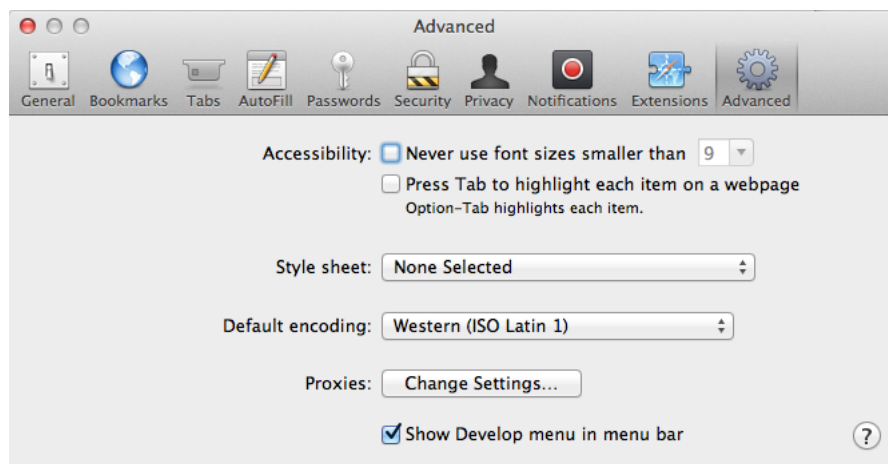 Advanced
General Bookmarks Tabs AutoFill Passwords Security Privacy Notifications Extensions Advanced
Accessibility: Never use font sizes smaller than 9
Press Tab to highlight each item on a webpage
Option-Tab highlights each item.
Style sheet: None Selected
Default encoding: Western (ISO Latin 1)
Proxies: Change Settings...
Show Develop menu in menu bar
?